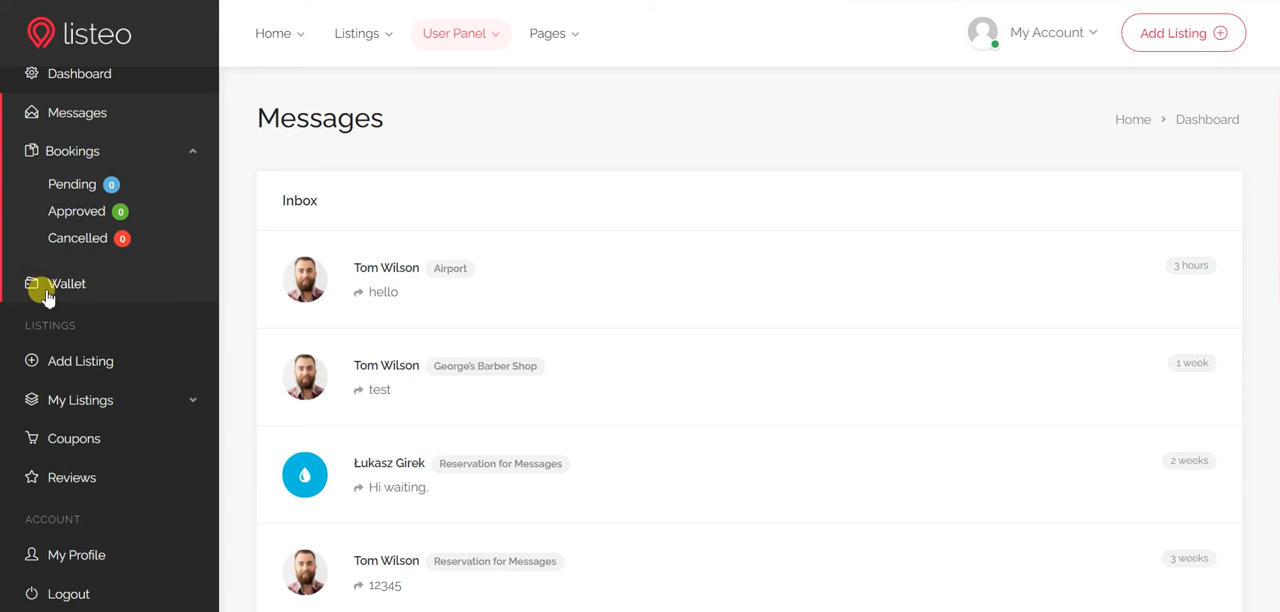 listeo
Home Listings User Panel Pages My Account Add Listing
Dashboard
Messages
Bookings
Pending 0
Approved 0
Cancelled 0
Wallet
LISTINGS
Add Listing
My Listings
Coupons
Reviews
ACCOUNT
My Profile
Logout
Messages
Home > Dashboard
Inbox
Tom Wilson Airport 3 hours
hello
Tom Wilson George's Barber Shop 1 week
test
Łukasz Girek Reservation for Messages 2 weeks
Hi waiting.
Tom Wilson Reservation for Messages 3 weeks
12345